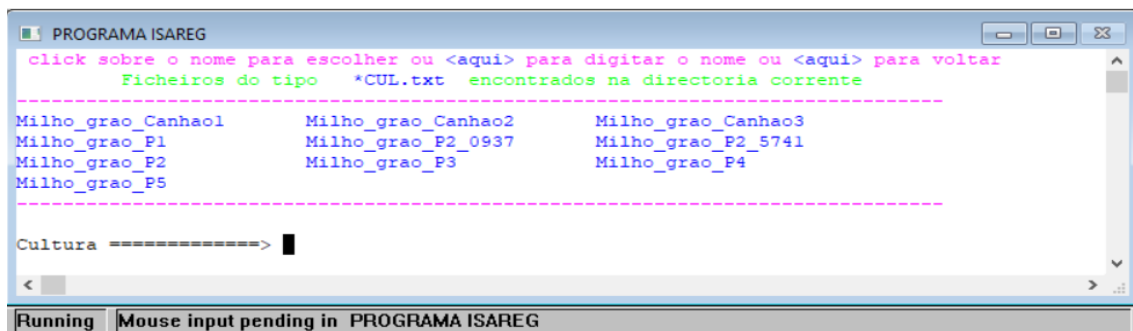 PROGRAMA ISAREG
click sobre o nome para escolher ou <aqui> para digitar o nome ou <aqui> para voltar
Ficheiros do tipo *CUL.txt encontrados na directoria corrente
--------------------------------------------------------------------------------
Milho_grao_Canhao1 Milho_grao_Canhao2 Milho_grao_Canhao3
Milho_grao_P1 Milho_grao_P2_0937 Milho_grao_P2_5741
Milho_grao_P2 Milho_grao_P3 Milho_grao_P4
Milho_grao_P5
--------------------------------------------------------------------------------
Cultura =============>
Running Mouse input pending in PROGRAMA ISAREG